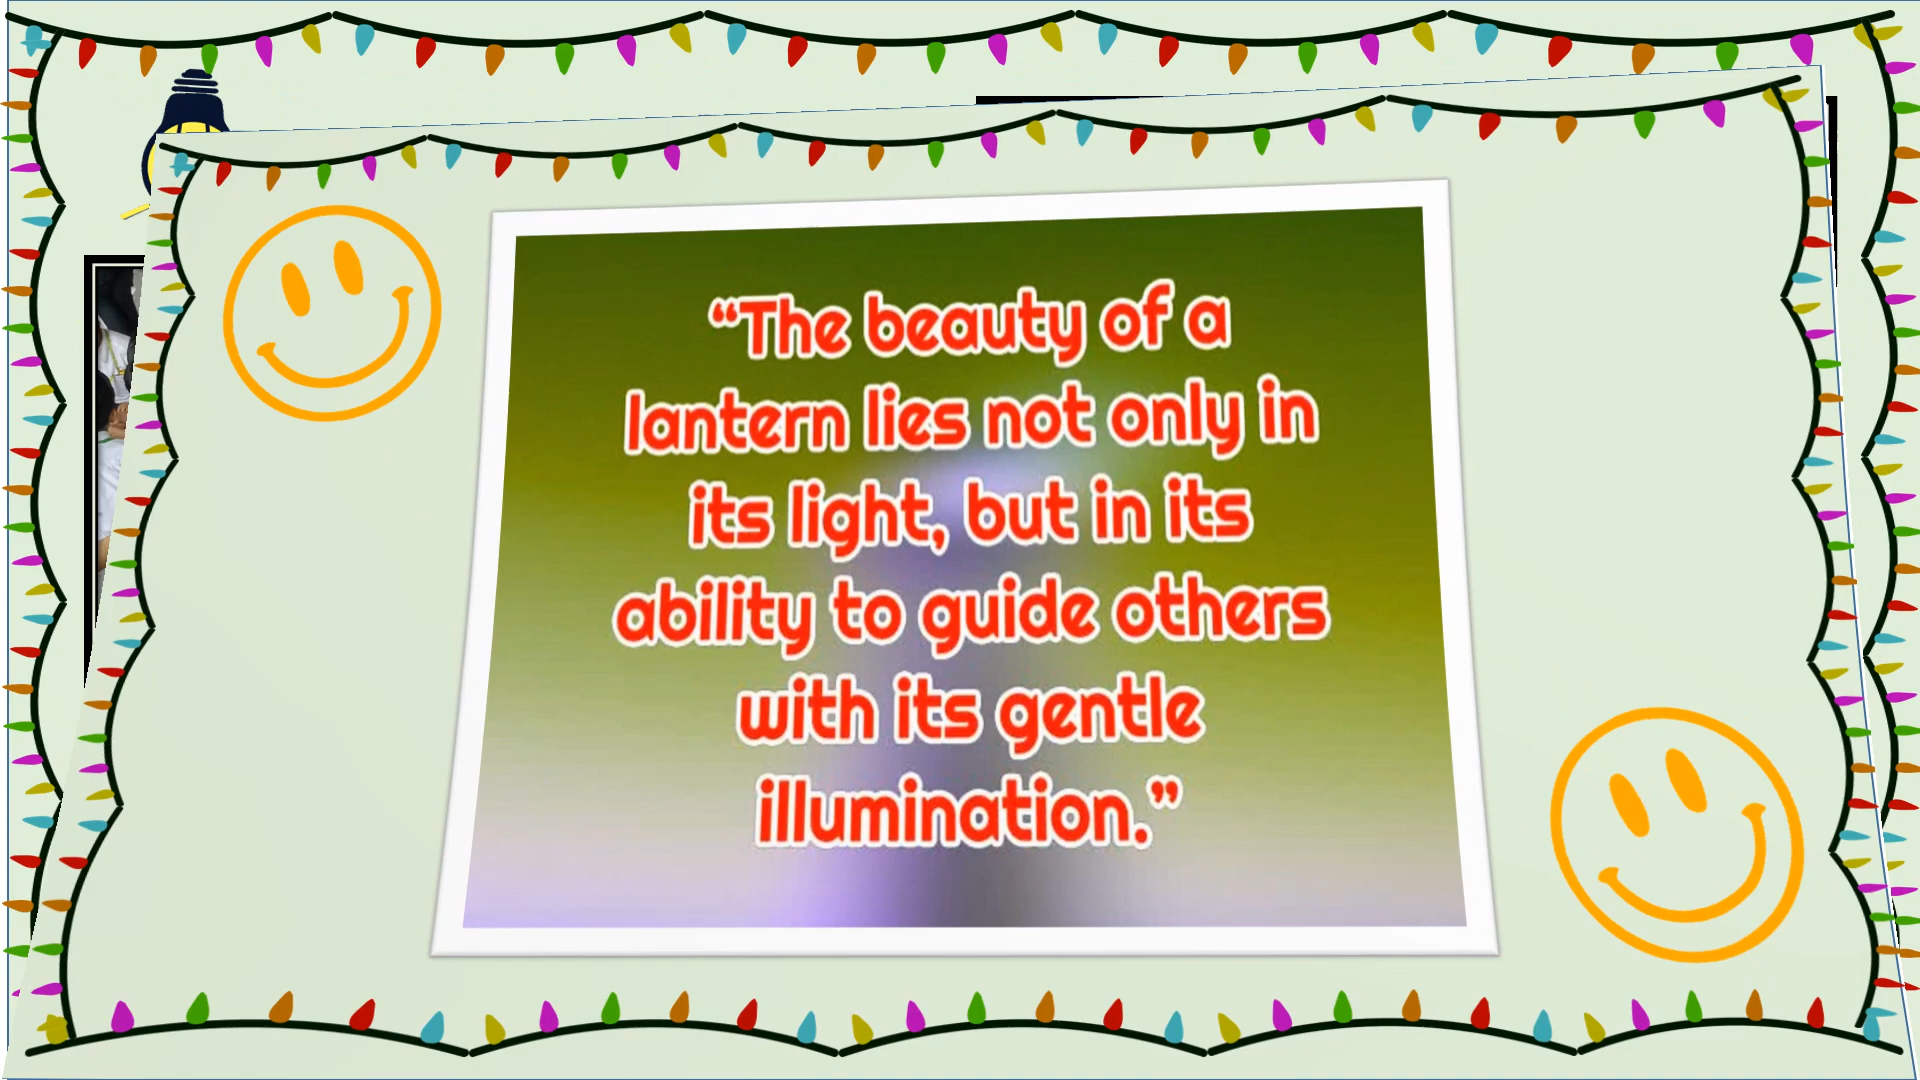 “The beauty of a
lantern lies not only in
its light, but in its
ability to guide others
with its gentle
illumination.”